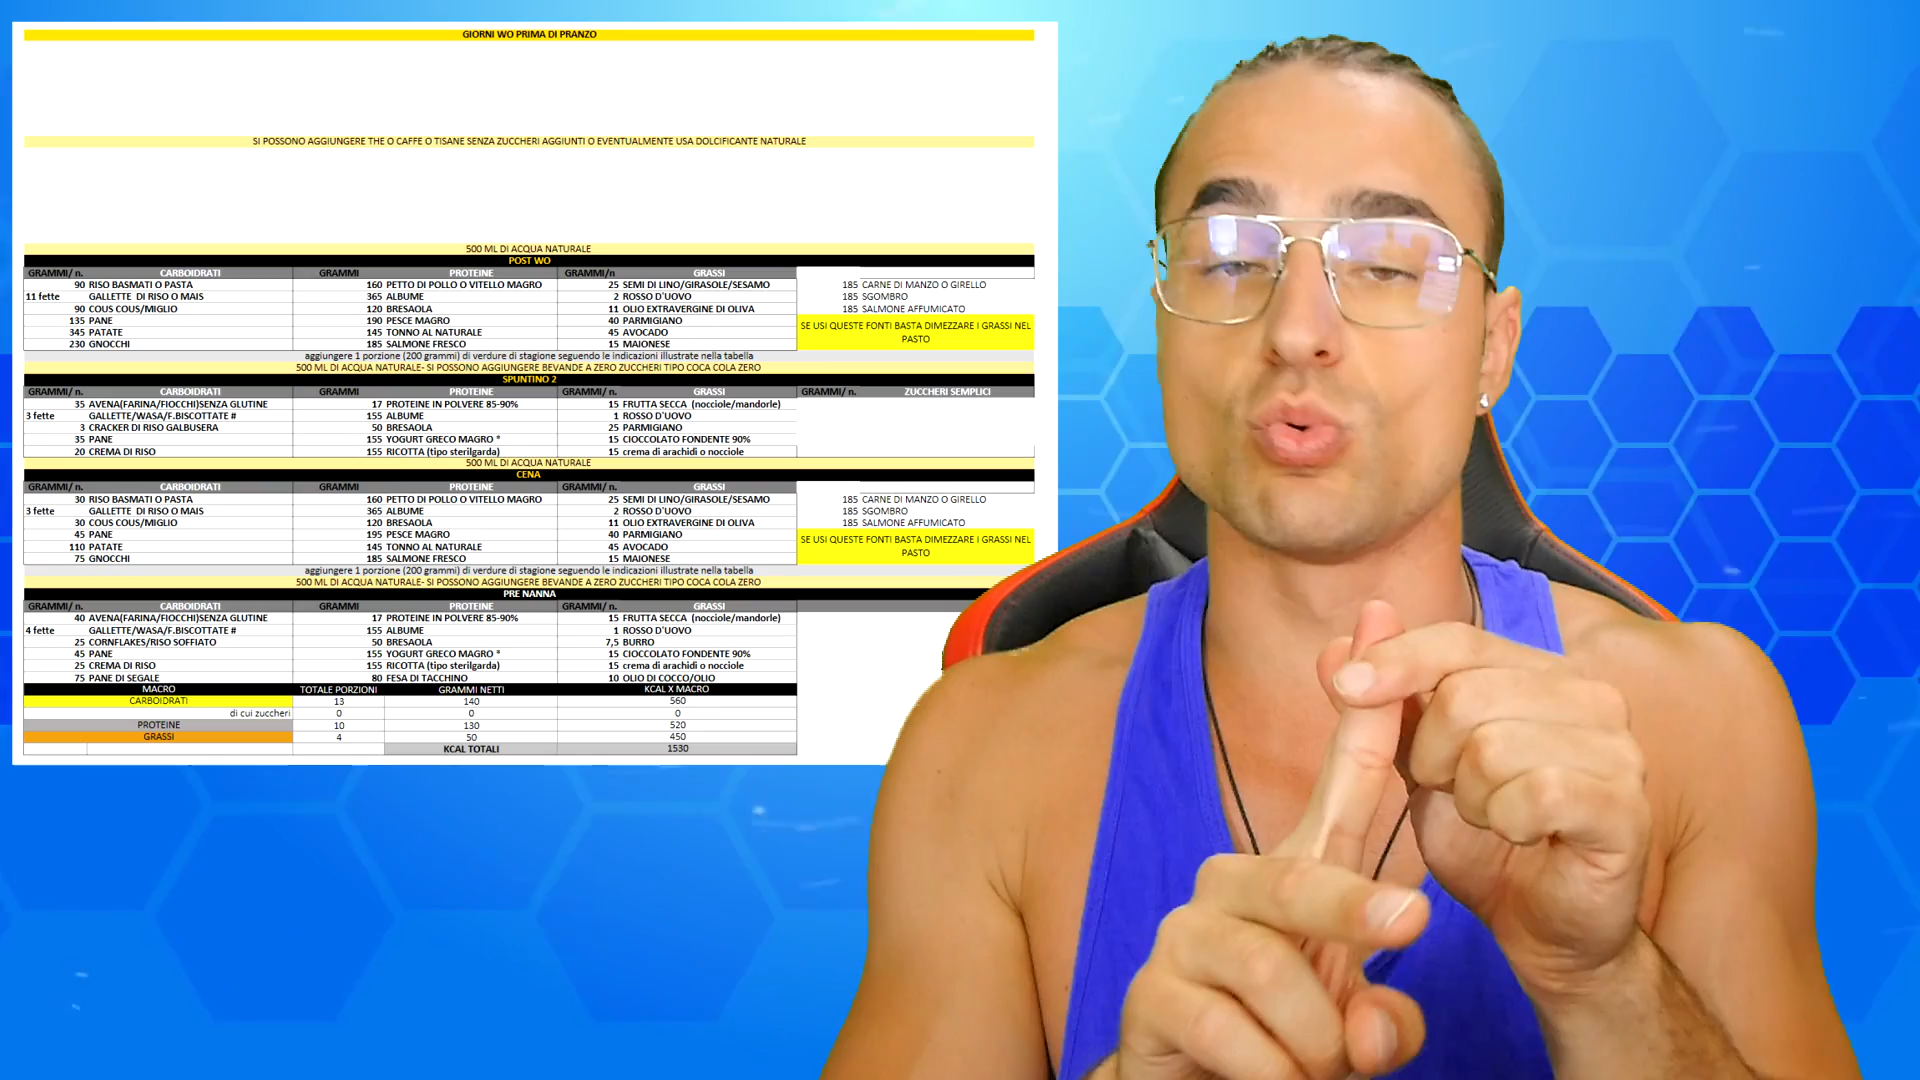 GIORNI WO PRIMA DI PRANZO
SI POSSONO AGGIUNGERE THE O CAFFE O TISANE SENZA ZUCCHERI AGGIUNTI O EVENTUALMENTE USA DOLCIFICANTE NATURALE
500 ML DI ACQUA NATURALE
POST WO
GRAMMI/ n. CARBOIDRATI GRAMMI PROTEINE GRAMMI/n GRASSI
90 RISO BASMATI O PASTA 160 PETTO DI POLLO O VITELLO MAGRO 25 SEMI DI LINO/GIRASOLE/SESAMO 185 CARNE DI MANZO O GIRELLO
11 fette GALLETTE DI RISO O MAIS 365 ALBUME 2 ROSSO D'UOVO 185 SGOMBRO
90 COUS COUS/MIGLIO 120 BRESAOLA 11 OLIO EXTRAVERGINE DI OLIVA 185 SALMONE AFFUMICATO
135 PANE 190 PESCE MAGRO 40 PARMIGIANO SE USI QUESTE FONTI BASTA DIMEZZARE I GRASSI NEL
345 PATATE 145 TONNO AL NATURALE 45 AVOCADO PASTO
230 GNOCCHI 185 SALMONE FRESCO 15 MAIONESE
aggiungere 1 porzione (200 grammi) di verdure di stagione seguendo le indicazioni illustrate nella tabella
500 ML DI ACQUA NATURALE- SI POSSONO AGGIUNGERE BEVANDE A ZERO ZUCCHERI TIPO COCA COLA ZERO
SPUNTINO 2
GRAMMI/ n. CARBOIDRATI GRAMMI PROTEINE GRAMMI/ n. GRASSI GRAMMI/ n. ZUCCHERI SEMPLICI
35 AVENA(FARINA/FIOCCHI)SENZA GLUTINE 17 PROTEINE IN POLVERE 85-90% 15 FRUTTA SECCA (nocciole/mandorle)
3 fette GALLETTE/WASA/F.BISCOTTATE # 155 ALBUME 1 ROSSO D'UOVO
3 CRACKER DI RISO GALBUSERA 50 BRESAOLA 25 PARMIGIANO
35 PANE 155 YOGURT GRECO MAGRO * 15 CIOCCOLATO FONDENTE 90%
20 CREMA DI RISO 155 RICOTTA (tipo sterilgarda) 15 crema di arachidi o nocciole
500 ML DI ACQUA NATURALE
CENA
GRAMMI/ n. CARBOIDRATI GRAMMI PROTEINE GRAMMI/ n. GRASSI
30 RISO BASMATI O PASTA 160 PETTO DI POLLO O VITELLO MAGRO 25 SEMI DI LINO/GIRASOLE/SESAMO 185 CARNE DI MANZO O GIRELLO
3 fette GALLETTE DI RISO O MAIS 365 ALBUME 2 ROSSO D'UOVO 185 SGOMBRO
30 COUS COUS/MIGLIO 120 BRESAOLA 11 OLIO EXTRAVERGINE DI OLIVA 185 SALMONE AFFUMICATO
45 PANE 195 PESCE MAGRO 40 PARMIGIANO SE USI QUESTE FONTI BASTA DIMEZZARE I GRASSI NEL
110 PATATE 145 TONNO AL NATURALE 45 AVOCADO PASTO
75 GNOCCHI 185 SALMONE FRESCO 15 MAIONESE
aggiungere 1 porzione (200 grammi) di verdure di stagione seguendo le indicazioni illustrate nella tabella
500 ML DI ACQUA NATURALE- SI POSSONO AGGIUNGERE BEVANDE A ZERO ZUCCHERI TIPO COCA COLA ZERO
PRE NANNA
GRAMMI/ n. CARBOIDRATI GRAMMI PROTEINE GRAMMI/ n. GRASSI
40 AVENA(FARINA/FIOCCHI)SENZA GLUTINE 17 PROTEINE IN POLVERE 85-90% 15 FRUTTA SECCA (nocciole/mandorle)
4 fette GALLETTE/WASA/F.BISCOTTATE # 155 ALBUME 1 ROSSO D'UOVO
25 CORNFLAKES/RISO SOFFIATO 50 BRESAOLA 7,5 BURRO
45 PANE 155 YOGURT GRECO MAGRO * 15 CIOCCOLATO FONDENTE 90%
25 CREMA DI RISO 155 RICOTTA (tipo sterilgarda) 15 crema di arachidi o nocciole
75 PANE DI SEGALE 80 FESA DI TACCHINO 10 OLIO DI COCCO/OLIO
MACRO TOTALE PORZIONI GRAMMI NETTI KCAL X MACRO
CARBOIDRATI 13 140 560
di cui zuccheri 0 0 0
PROTEINE 10 130 520
GRASSI 4 50 450
KCAL TOTALI 1530